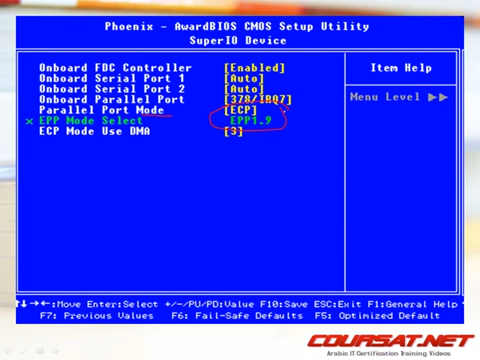 Phoenix - AwardBIOS CMOS Setup Utility
SuperIO Device
Onboard FDC Controller [Enabled]
Onboard Serial Port 1 [Auto]
Onboard Serial Port 2 [Auto]
Onboard Parallel Port [378/IRQ7]
Parallel Port Mode [ECP]
x EPP Mode Select EPP1.9
ECP Mode Use DMA [3]
Item Help
Menu Level ▶▶
↑↓→←:Move Enter:Select +/-/PU/PD:Value F10:Save ESC:Exit F1:General Help
F7: Previous Values F6: Fail-Safe Defaults F5: Optimized Default
COURSAT.NET
Arabic IT Certification Training Videos